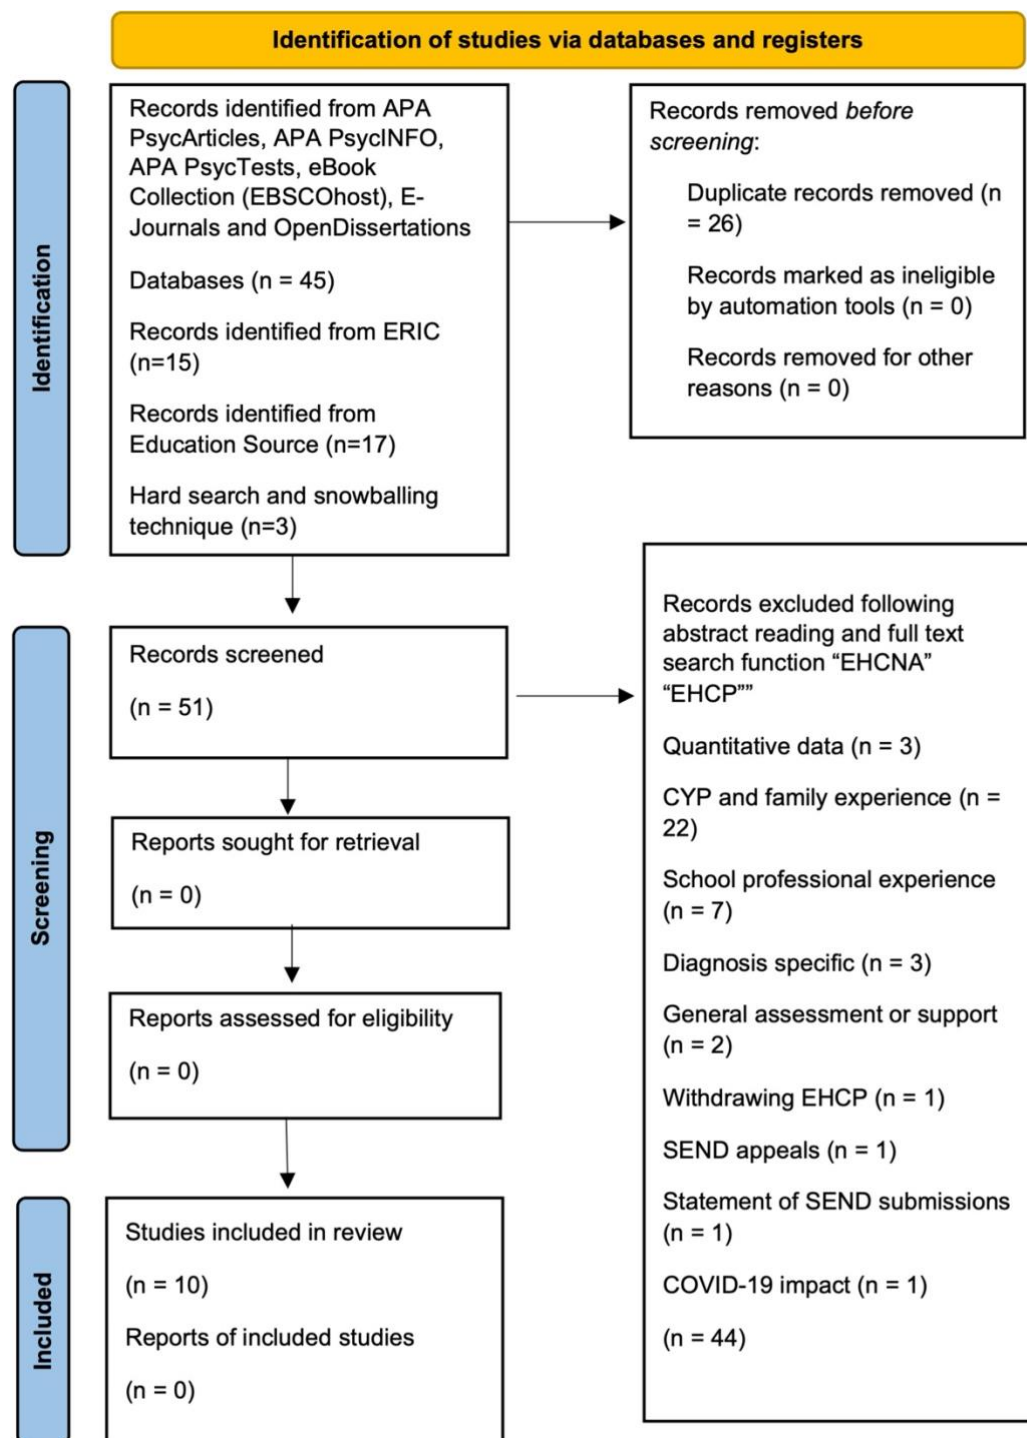 Identification of studies via databases and registers
Identification
Records identified from APA
PsycArticles, APA PsycINFO,
APA PsycTests, eBook
Collection (EBSCOhost), E-
Journals and OpenDissertations
Databases (n = 45)
Records identified from ERIC
(n=15)
Records identified from
Education Source (n=17)
Hard search and snowballing
technique (n=3)
Records removed before
screening:
Duplicate records removed (n
= 26)
Records marked as ineligible
by automation tools (n = 0)
Records removed for other
reasons (n = 0)
Screening
Records screened
(n = 51)
Records excluded following
abstract reading and full text
search function “EHCNA”
“EHCP””
Quantitative data (n = 3)
CYP and family experience (n =
22)
School professional experience
(n = 7)
Diagnosis specific (n = 3)
General assessment or support
(n = 2)
Withdrawing EHCP (n = 1)
SEND appeals (n = 1)
Statement of SEND submissions
(n = 1)
COVID-19 impact (n = 1)
(n = 44)
Reports sought for retrieval
(n = 0)
Reports assessed for eligibility
(n = 0)
Included
Studies included in review
(n = 10)
Reports of included studies
(n = 0)